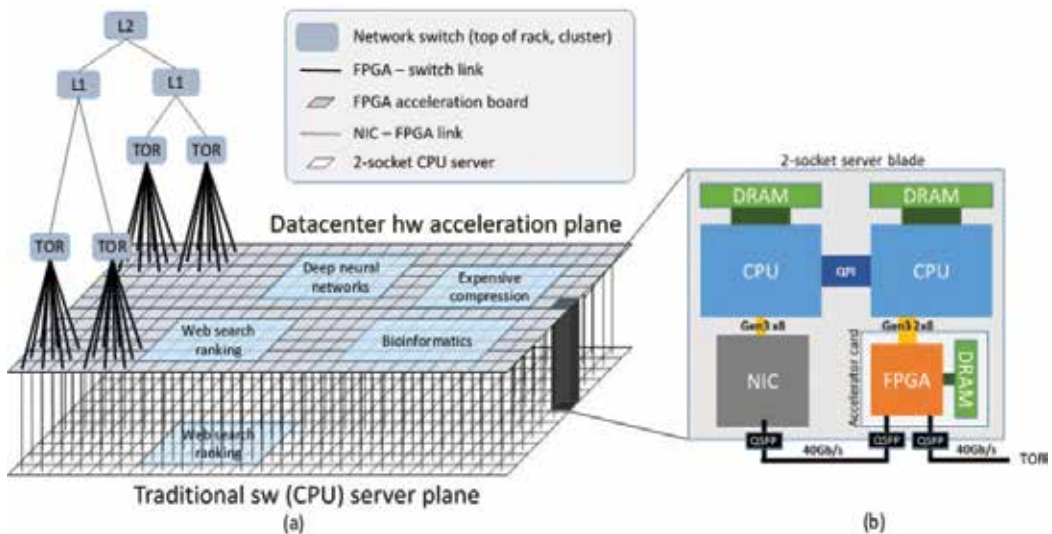 L2
L1
L1
TOR
TOR
TOR
TOR
Network switch (top of rack, cluster)
FPGA – switch link
FPGA acceleration board
NIC – FPGA link
2-socket CPU server
Datacenter hw acceleration plane
Deep neural
networks
Expensive
compression
Web search
ranking
Bioinformatics
Web search
ranking
Traditional sw (CPU) server plane
(a)
2-socket server blade
DRAM
DRAM
CPU
QPI
CPU
Gen3 x8
Gen3 2x8
NIC
Accelerator card
FPGA
DRAM
QSFP
QSFP
QSFP
40Gb/s
40Gb/s
TOR
(b)